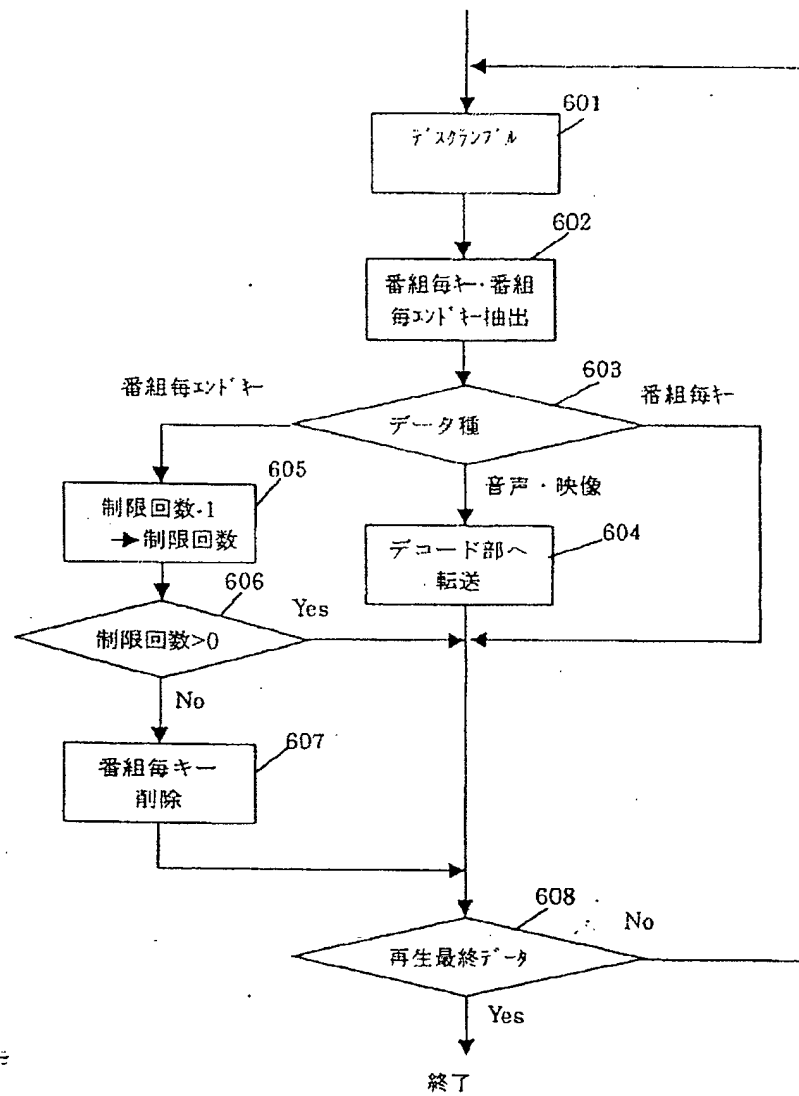 601
デスクランブル
602
番組毎キー・番組
毎エンドキー抽出
603
番組毎エンドキー
番組毎キー
データ種
605
音声・映像
制限回数-1
→制限回数
604
デコード部へ
転送
606
Yes
制限回数>0
No
607
番組毎キー
削除
608
No
再生最終データ
Yes
終了